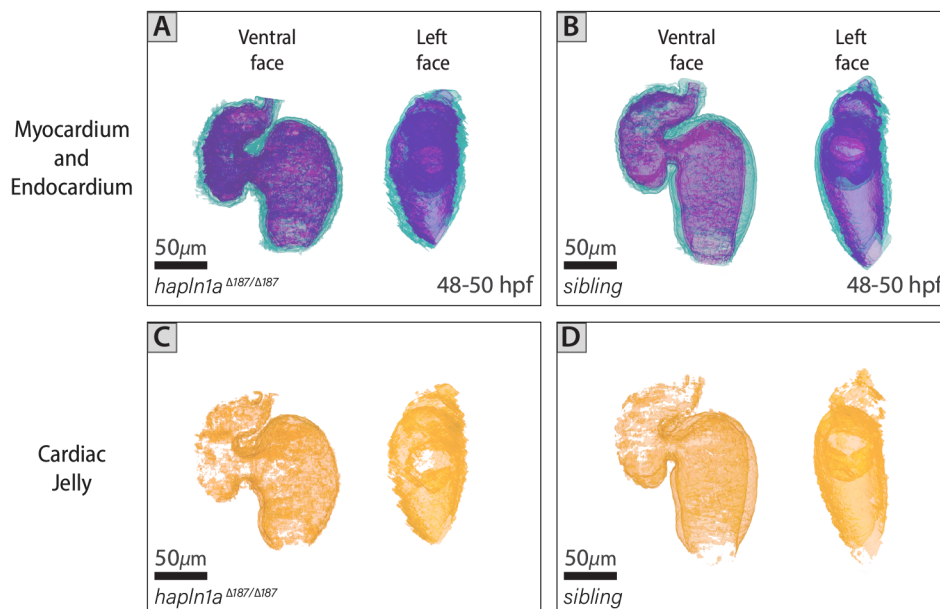 A
Ventral
face
Left
face
B
Ventral
face
Left
face
Myocardium
and
Endocardium
50μm
hapln1a Δ187/Δ187
48-50 hpf
50μm
sibling
48-50 hpf
C
D
Cardiac
Jelly
50μm
hapln1a Δ187/Δ187
50μm
sibling